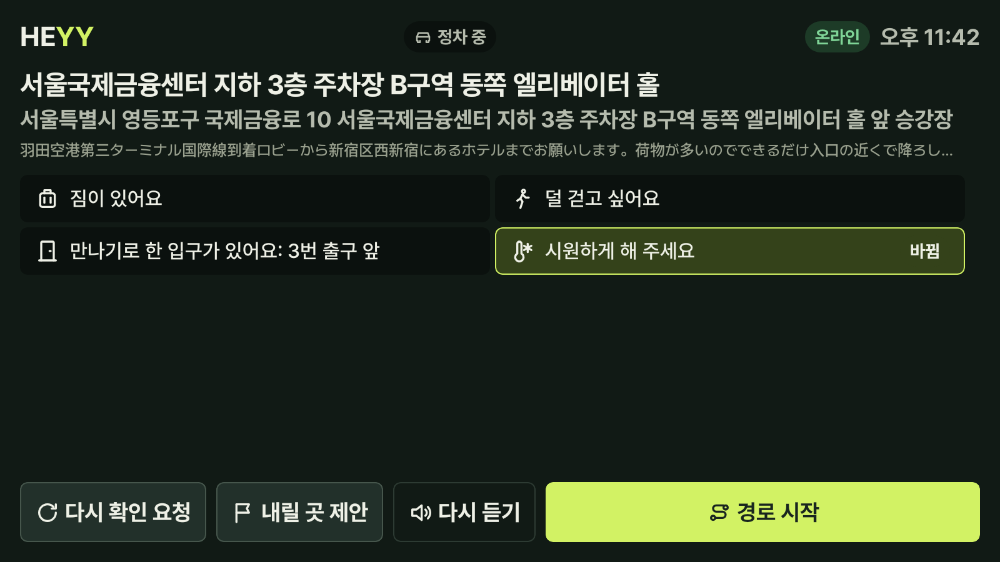 HEYY
정차 중
온라인
오후 11:42
서울국제금융센터 지하 3층 주차장 B구역 동쪽 엘리베이터 홀
서울특별시 영등포구 국제금융로 10 서울국제금융센터 지하 3층 주차장 B구역 동쪽 엘리베이터 홀 앞 승강장
羽田空港第三ターミナル国際線到着ロビーから新宿区西新宿にあるホテルまでお願いします。荷物が多いのでできるだけ入口の近くで降ろし...
짐이 있어요
덜 걷고 싶어요
만나기로 한 입구가 있어요: 3번 출구 앞
시원하게 해 주세요
바뀜
다시 확인 요청
내릴 곳 제안
다시 듣기
경로 시작